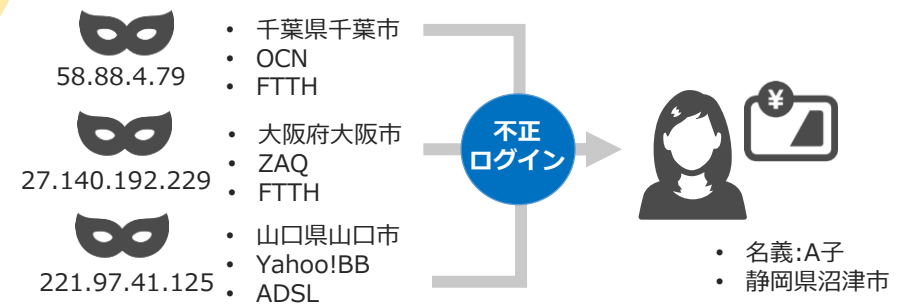 58.88.4.79
• 千葉県千葉市
• OCN
• FTTH
27.140.192.229
• 大阪府大阪市
• ZAQ
• FTTH
221.97.41.125
• 山口県山口市
• Yahoo!BB
• ADSL
不正
ログイン
¥
• 名義:A子
• 静岡県沼津市